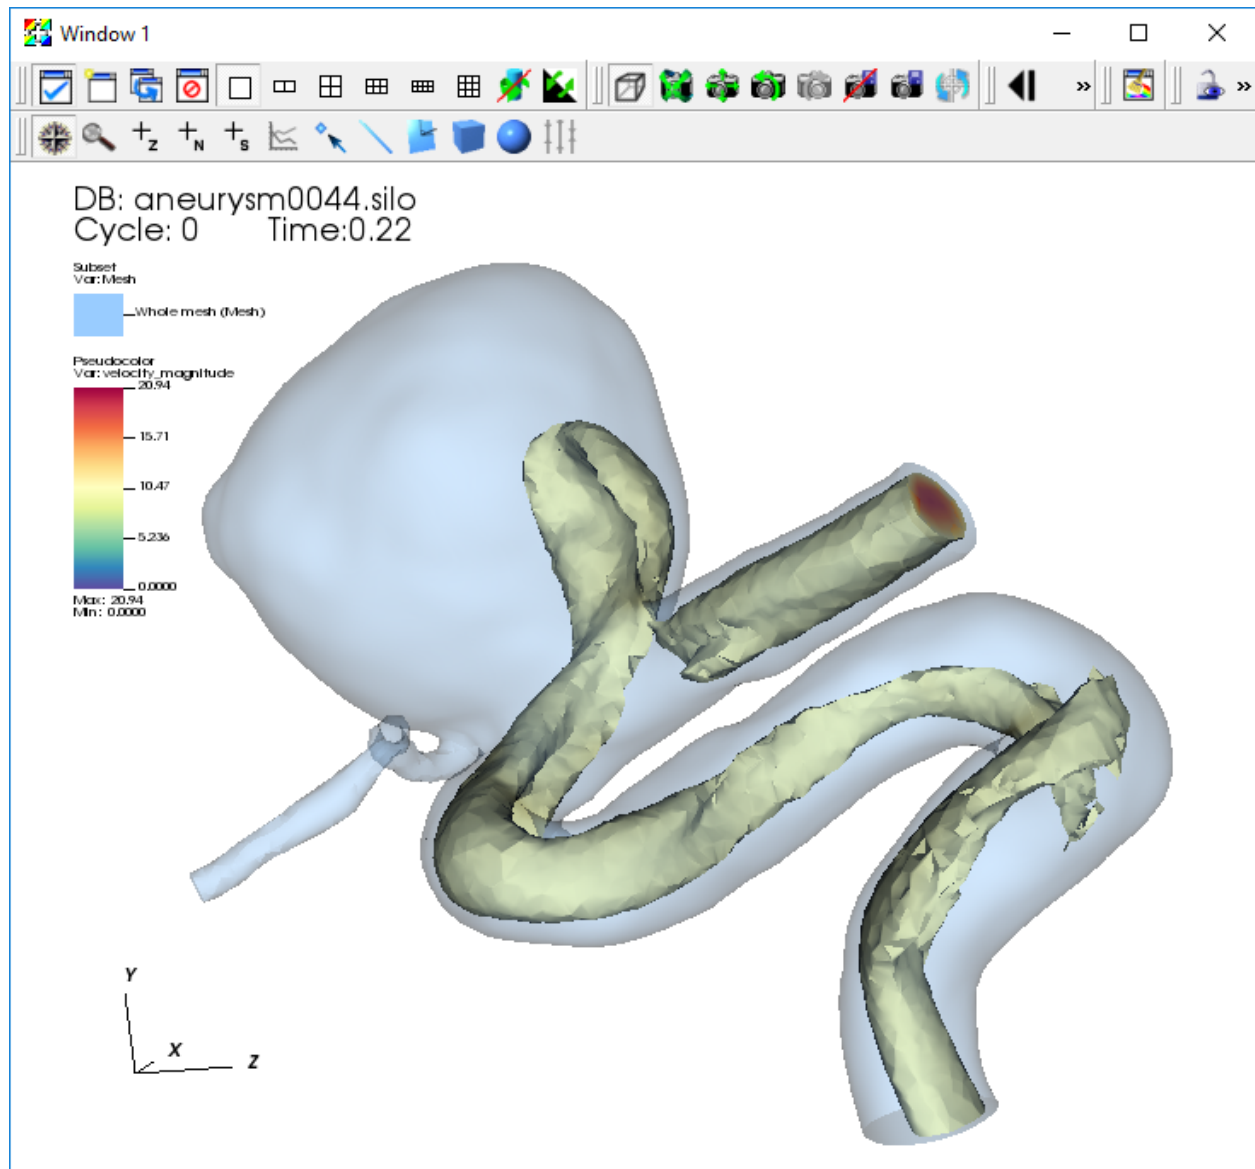 Window 1
»
»
+z
+N
+s
DB: aneurysm0044.silo
Cycle: 0 Time:0.22
Subset
Var: Mesh
Whole mesh (Mesh)
Pseudocolor
Var: velocity_magnitude
20.94
15.71
10.47
5.236
0.0000
Max: 20.94
Min: 0.0000
Y
X
Z